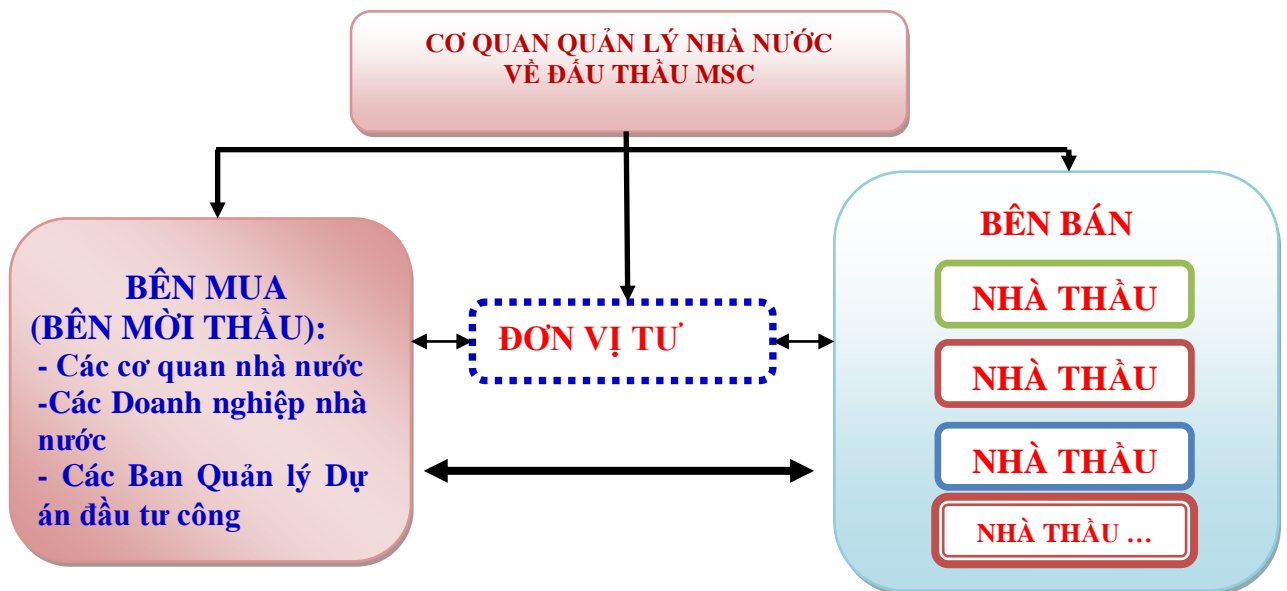 CƠ QUAN QUẢN LÝ NHÀ NƯỚC
VỀ ĐẤU THẦU MSC
BÊN MUA
(BÊN MỜI THẦU):
- Các cơ quan nhà nước
-Các Doanh nghiệp nhà
nước
- Các Ban Quản lý Dự
án đầu tư công
ĐƠN VỊ TƯ
BÊN BÁN
NHÀ THẦU
NHÀ THẦU
NHÀ THẦU
NHÀ THẦU …